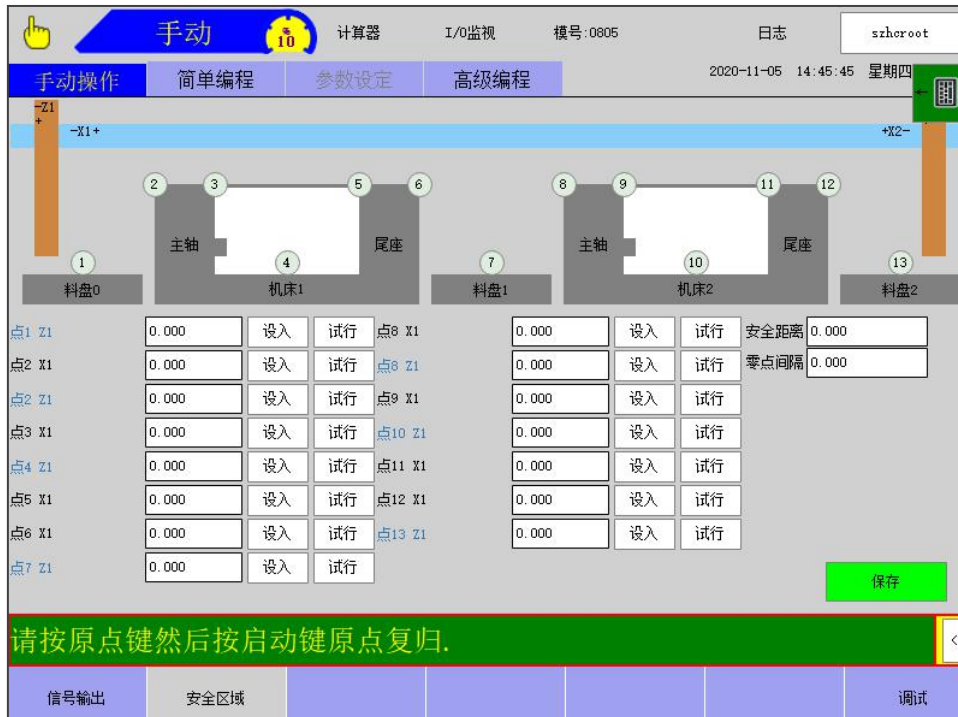 手动 % 10 计算器 I/O监视 模号:0805 日志 szhcroot
手动操作 简单编程 参数设定 高级编程 2020-11-05 14:45:45 星期四
-Z1
+
-X1+ +X2-
2 3 5 6 8 9 11 12
主轴 尾座 主轴 尾座
1 4 7 10 13
料盘0 机床1 料盘1 机床2 料盘2
点1 Z1 0.000 设入 试行 点8 X1 0.000 设入 试行 安全距离 0.000
点2 X1 0.000 设入 试行 点8 Z1 0.000 设入 试行 零点间隔 0.000
点2 Z1 0.000 设入 试行 点9 X1 0.000 设入 试行
点3 X1 0.000 设入 试行 点10 Z1 0.000 设入 试行
点4 Z1 0.000 设入 试行 点11 X1 0.000 设入 试行
点5 X1 0.000 设入 试行 点12 X1 0.000 设入 试行
点6 X1 0.000 设入 试行 点13 Z1 0.000 设入 试行
点7 Z1 0.000 设入 试行 保存
请按原点键然后按启动键原点复归.
信号输出 安全区域 调试